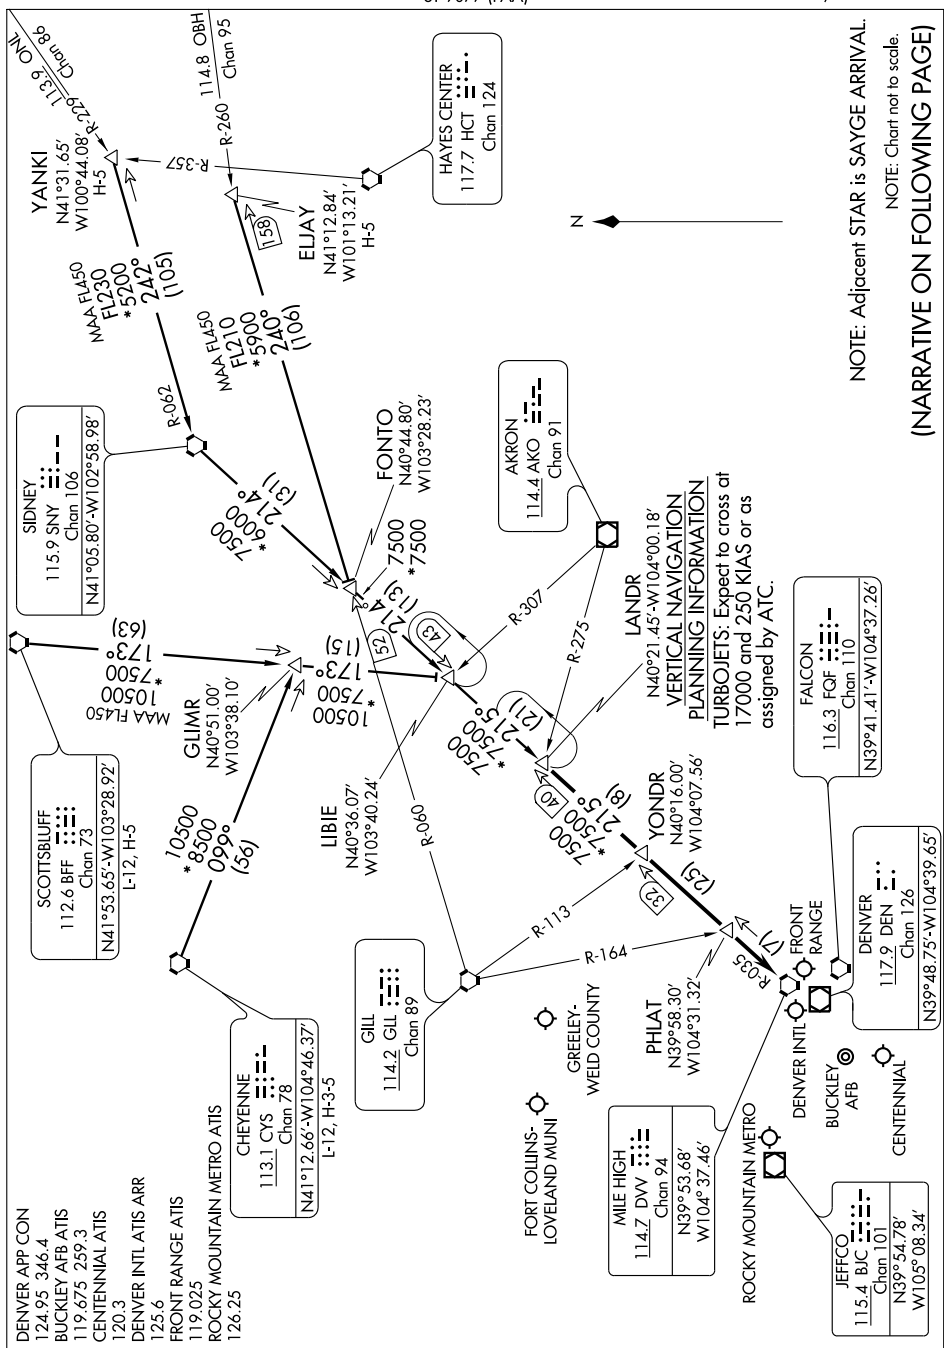 DENVER APP CON
124.95 346.4
BUCKLEY AFB ATIS
119.675 259.3
CENTENNIAL ATIS
120.3
DENVER INTL ATIS ARR
125.6
FRONT RANGE ATIS
119.025
ROCKY MOUNTAIN METRO ATIS
126.25
SCOTTSBLUFF
112.6 BFF
Chan 73
N41°53.65'-W103°28.92'
L-12, H-5
SIDNEY
115.9 SNY
Chan 106
N41°05.80'-W102°58.98'
113.9 ONL
Chan 86
R-229
YANKI
N41°31.65'
W100°44.08'
H-5
MAA FL450
FL230
*5200
242°
(105)
R-062
R-357
114.8 OBH
Chan 95
R-260
HAYES CENTER
117.7 HCT
Chan 124
158
ELJAY
N41°12.84'
W101°13.21'
H-5
MAA FL450
FL210
*5900
240°
(106)
7500
*6000
214°
(31)
(63)
173°
*7500
10500
MAA FL450
CHEYENNE
113.1 CYS
Chan 78
N41°12.66'-W104°46.37'
L-12, H-3-5
10500
*8500
099°
(56)
GLIMR
N40°51.00'
W103°38.10'
(15)
173°
*7500
10500
FONTO
N40°44.80'
W103°28.23'
7500
*7500
214°
(13)
52
43
LIBIE
N40°36.07'
W103°40.24'
R-060
AKRON
114.4 AKO
Chan 91
R-307
R-275
7500
*7500
215°
(21)
40
LANDR
N40°21.45'-W104°00.18'
VERTICAL NAVIGATION
PLANNING INFORMATION
TURBOJETS: Expect to cross at
17000 and 250 KIAS or as
assigned by ATC.
7500
*7500
215°
(8)
GILL
114.2 GLL
Chan 89
R-113
R-164
32
YONDR
N40°16.00'
W104°07.56'
(25)
PHLAT
N39°58.30'
W104°31.32'
(7)
R-035
FORT COLLINS-
LOVELAND MUNI
GREELEY-
WELD COUNTY
MILE HIGH
114.7 DVV
Chan 94
N39°53.68'
W104°37.46'
FALCON
116.3 FQF
Chan 110
N39°41.41'-W104°37.26'
FRONT
RANGE
DENVER
117.9 DEN
Chan 126
N39°48.75'-W104°39.65'
DENVER INTL
BUCKLEY
AFB
CENTENNIAL
ROCKY MOUNTAIN METRO
JEFFCO
115.4 BJC
Chan 101
N39°54.78'
W105°08.34'
N
NOTE: Adjacent STAR is SAYGE ARRIVAL.
NOTE: Chart not to scale.
(NARRATIVE ON FOLLOWING PAGE)